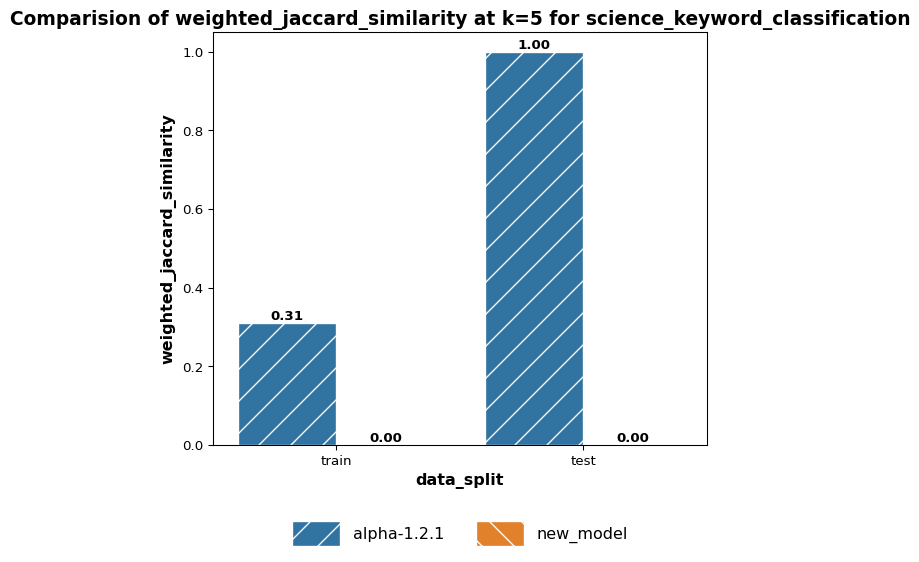 Comparision of weighted_jaccard_similarity at k=5 for science_keyword_classification
weighted_jaccard_similarity
1.0
0.8
0.6
0.4
0.2
0.0
0.31
0.00
1.00
0.00
train
test
data_split
alpha-1.2.1
new_model